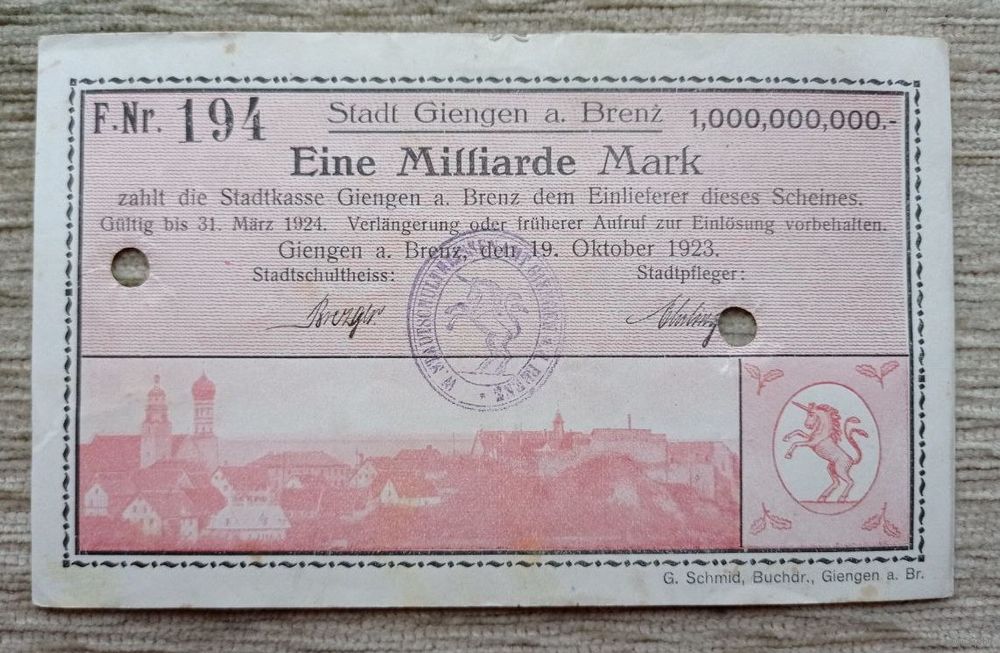 F.Nr. 194
Stadt Giengen a. Brenz
1,000,000,000.-
Eine Milliarde Mark
zahlt die Stadtkasse Giengen a. Brenz dem Einlieferer dieses Scheines.
Gültig bis 31. März 1924. Verlängerung oder früherer Aufruf zur Einlösung vorbehalten.
Giengen a. Brenz, den 19. Oktober 1923.
Stadtschultheiss:
Stadtpfleger:
G. Schmid, Buchdr., Giengen a. Br.